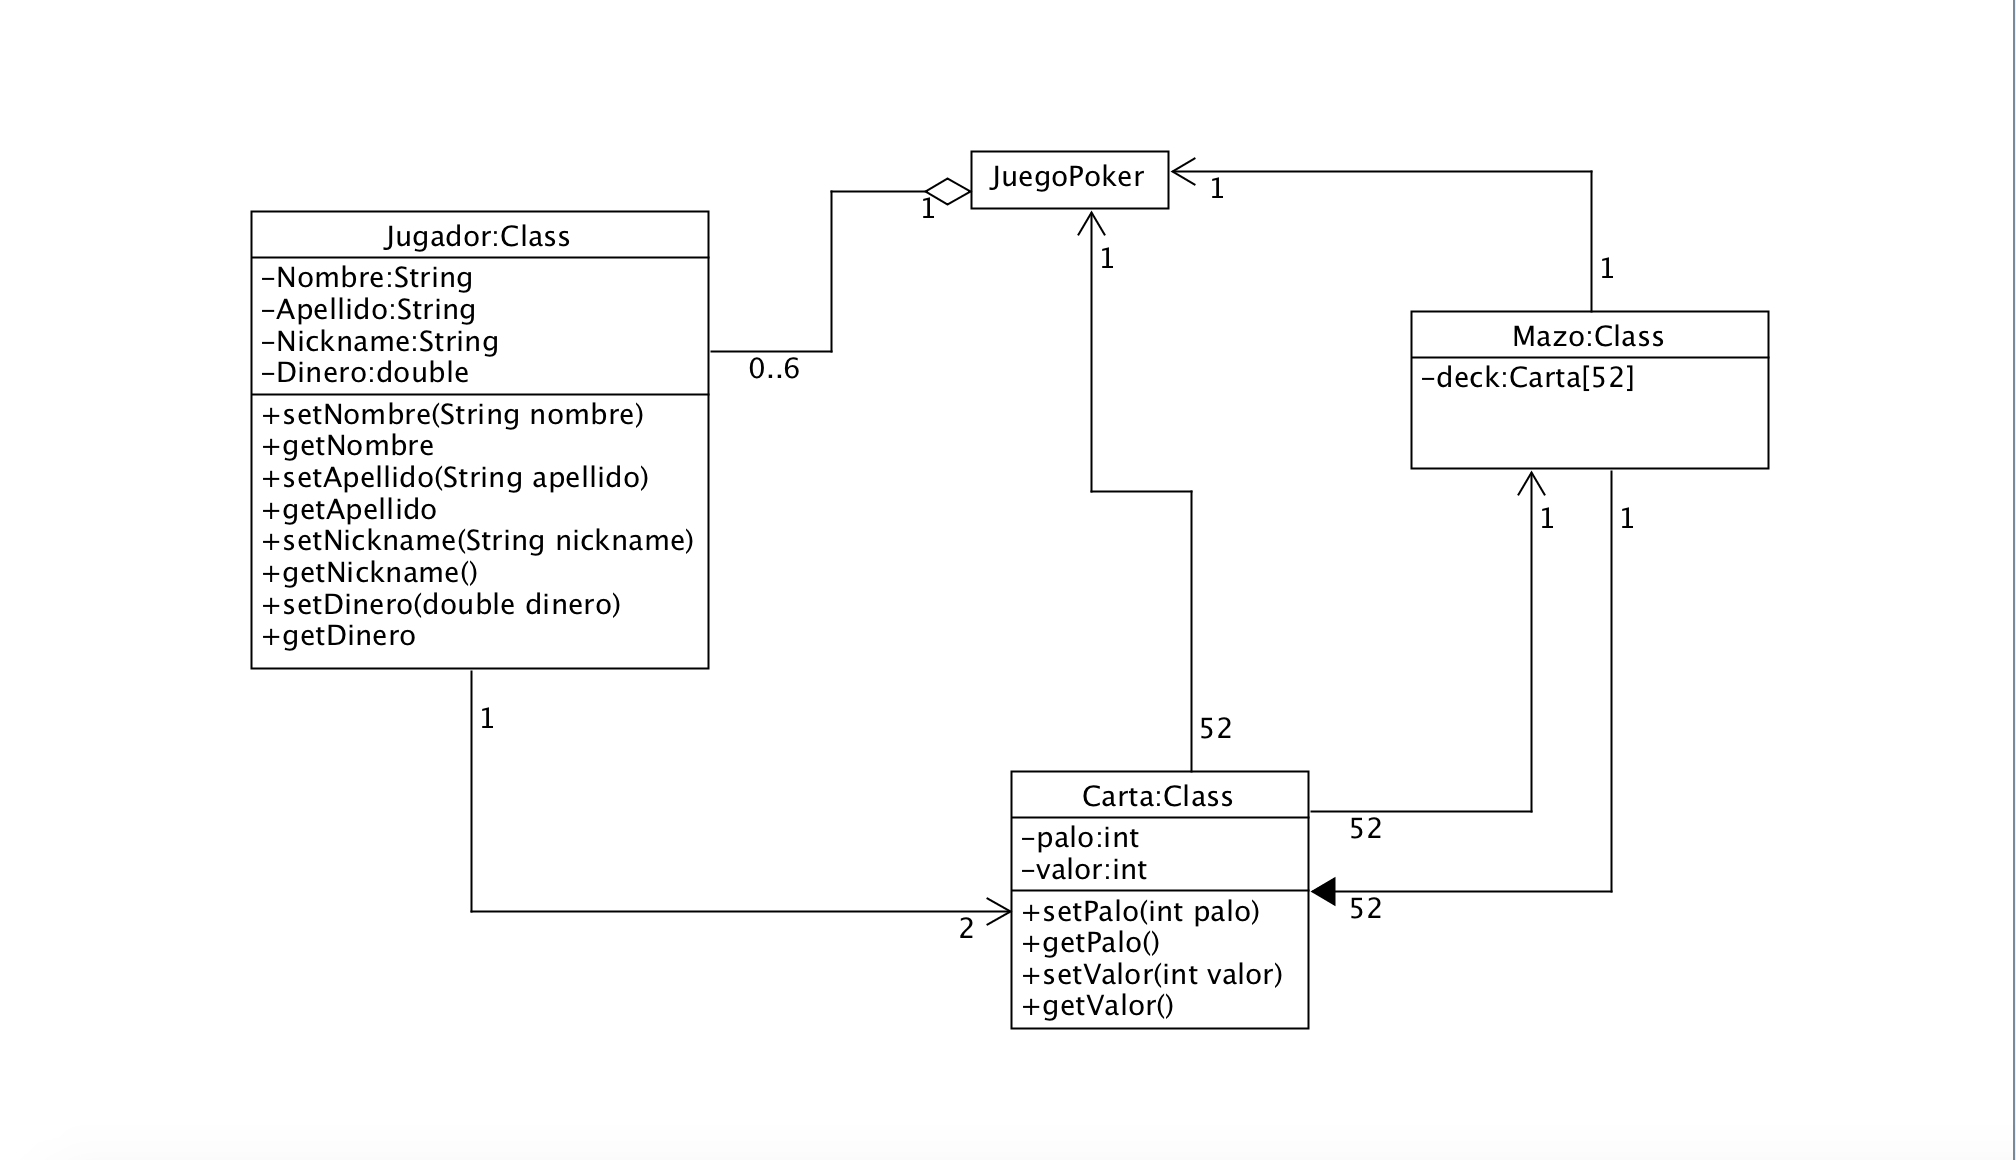 JuegoPoker
1
1
1
1
Jugador:Class
-Nombre:String
-Apellido:String
-Nickname:String
-Dinero:double
+setNombre(String nombre)
+getNombre
+setApellido(String apellido)
+getApellido
+setNickname(String nickname)
+getNickname()
+setDinero(double dinero)
+getDinero
0..6
Mazo:Class
-deck:Carta[52]
1
1
1
52
Carta:Class
-palo:int
-valor:int
+setPalo(int palo)
+getPalo()
+setValor(int valor)
+getValor()
52
52
2